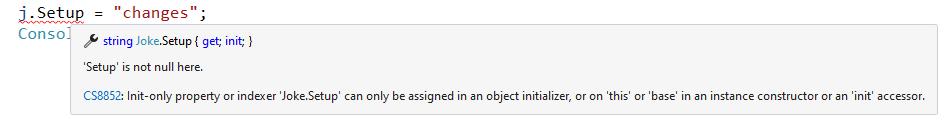 j.Setup = "changes";
Consol
string Joke.Setup { get; init; }
'Setup' is not null here.
CS8852: Init-only property or indexer 'Joke.Setup' can only be assigned in an object initializer, or on 'this' or 'base' in an instance constructor or an 'init' accessor.